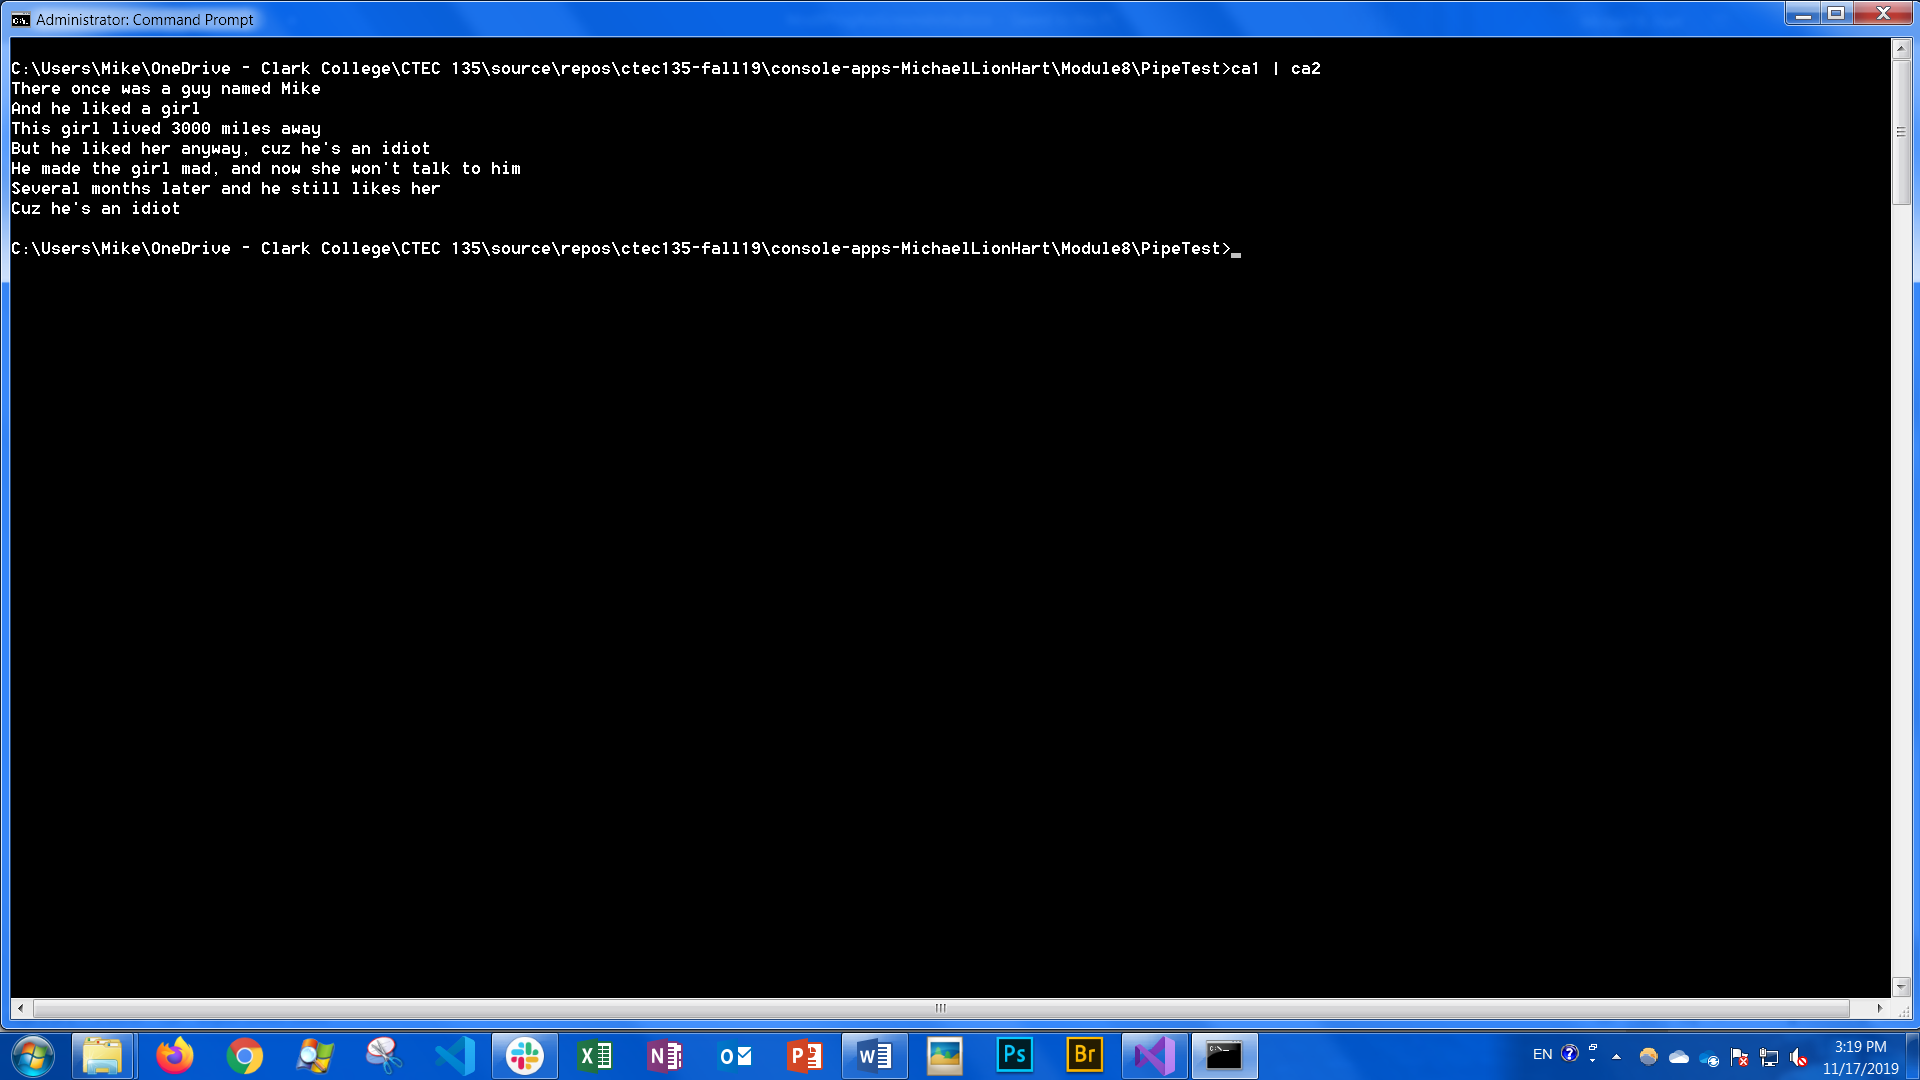 Administrator: Command Prompt
C:\Users\Mike\OneDrive - Clark College\CTEC 135\source\repos\ctec135-fall19\console-apps-MichaelLionHart\Module8\PipeTest>ca1 | ca2
There once was a guy named Mike
And he liked a girl
This girl lived 3000 miles away
But he liked her anyway, cuz he's an idiot
He made the girl mad, and now she won't talk to him
Several months later and he still likes her
Cuz he's an idiot
C:\Users\Mike\OneDrive - Clark College\CTEC 135\source\repos\ctec135-fall19\console-apps-MichaelLionHart\Module8\PipeTest>_
Ps
Br
EN
3:19 PM
11/17/2019